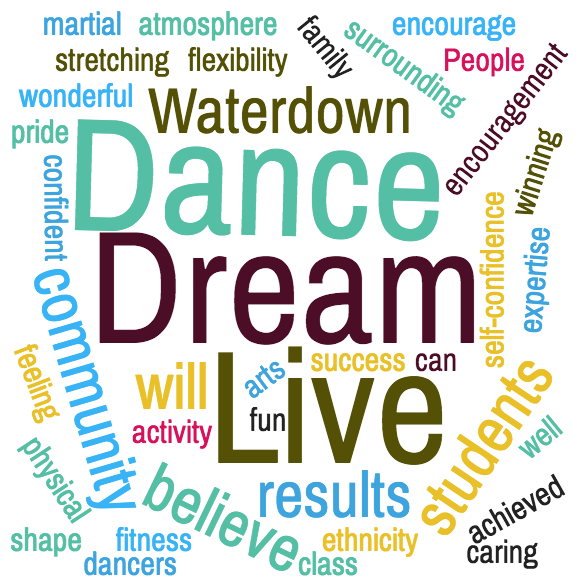 martial atmosphere encourage
family
surrounding
stretching flexibility People
wonderful Waterdown encouragement
pride Dance winning
confident
self-confidence
expertise
Dream
community
feeling
will arts success can
Live
activity fun
students
well
physical
believe results
achieved
shape fitness ethnicity
dancers class caring